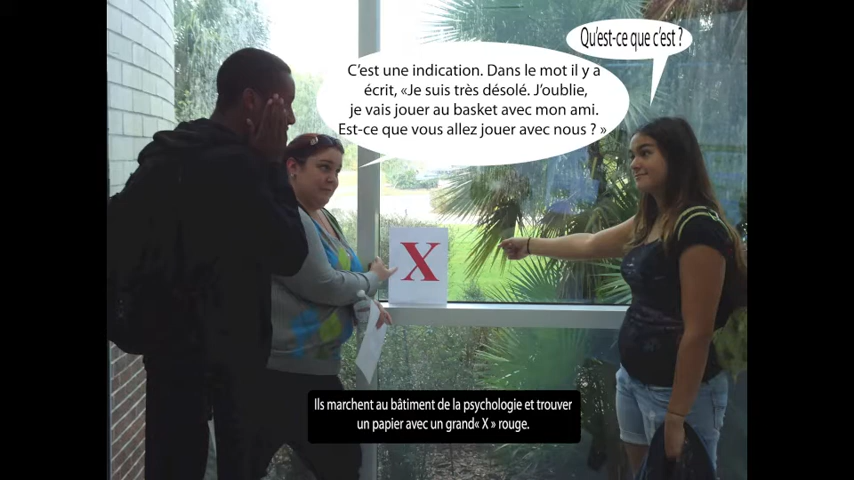 Qu'est-ce que c'est ?
C'est une indication. Dans le mot il y a
écrit, «Je suis très désolé. J'oublie,
je vais jouer au basket avec mon ami.
Est-ce que vous allez jouer avec nous ? »
X
Ils marchent au bâtiment de la psychologie et trouver
un papier avec un grand« X » rouge.